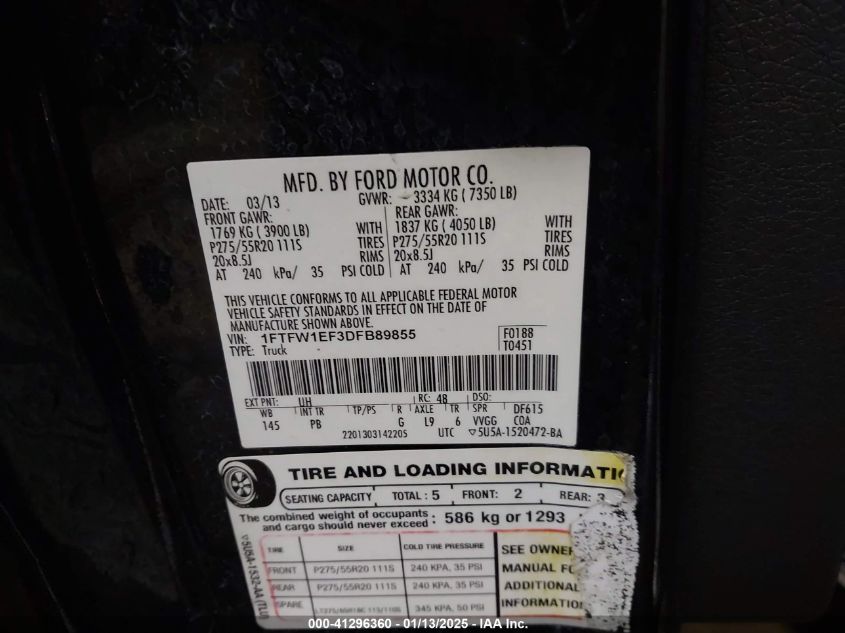 MFD. BY FORD MOTOR CO.
DATE: 03/13 GVWR: 3334 KG ( 7350 LB)
FRONT GAWR: REAR GAWR:
1769 KG ( 3900 LB) WITH 1837 KG ( 4050 LB) WITH
P275/55R20 111S TIRES P275/55R20 111S TIRES
20x8.5J RIMS 20x8.5J RIMS
AT 240 kPa/ 35 PSI COLD AT 240 kPa/ 35 PSI COLD
THIS VEHICLE CONFORMS TO ALL APPLICABLE FEDERAL MOTOR
VEHICLE SAFETY STANDARDS IN EFFECT ON THE DATE OF
MANUFACTURE SHOWN ABOVE.
VIN: 1FTFW1EF3DFB89855 F0188
TYPE: Truck T0451
EXT PNT: UH RC: 48 DSO:
WB INT TR TP/PS R AXLE TR SPR DF615
145 PB G L9 6 VVGG COA
2201303142205 UTC ▽5U5A-1520472-BA
TIRE AND LOADING INFORMATIO
SEATING CAPACITY TOTAL : 5 FRONT: 2 REAR: 3
The combined weight of occupants
and cargo should never exceed : 586 kg or 1293
▽5U5A-1532-AA (TLU)
TIRE SIZE COLD TIRE PRESSURE
FRONT P275/55R20 111S 240 KPA, 35 PSI
REAR P275/55R20 111S 240 KPA, 35 PSI
SPARE 345 KPA, 50 PSI
SEE OWNER
MANUAL FO
ADDITIONAL
INFORMATION
000-41296360 - 01/13/2025 - IAA Inc.